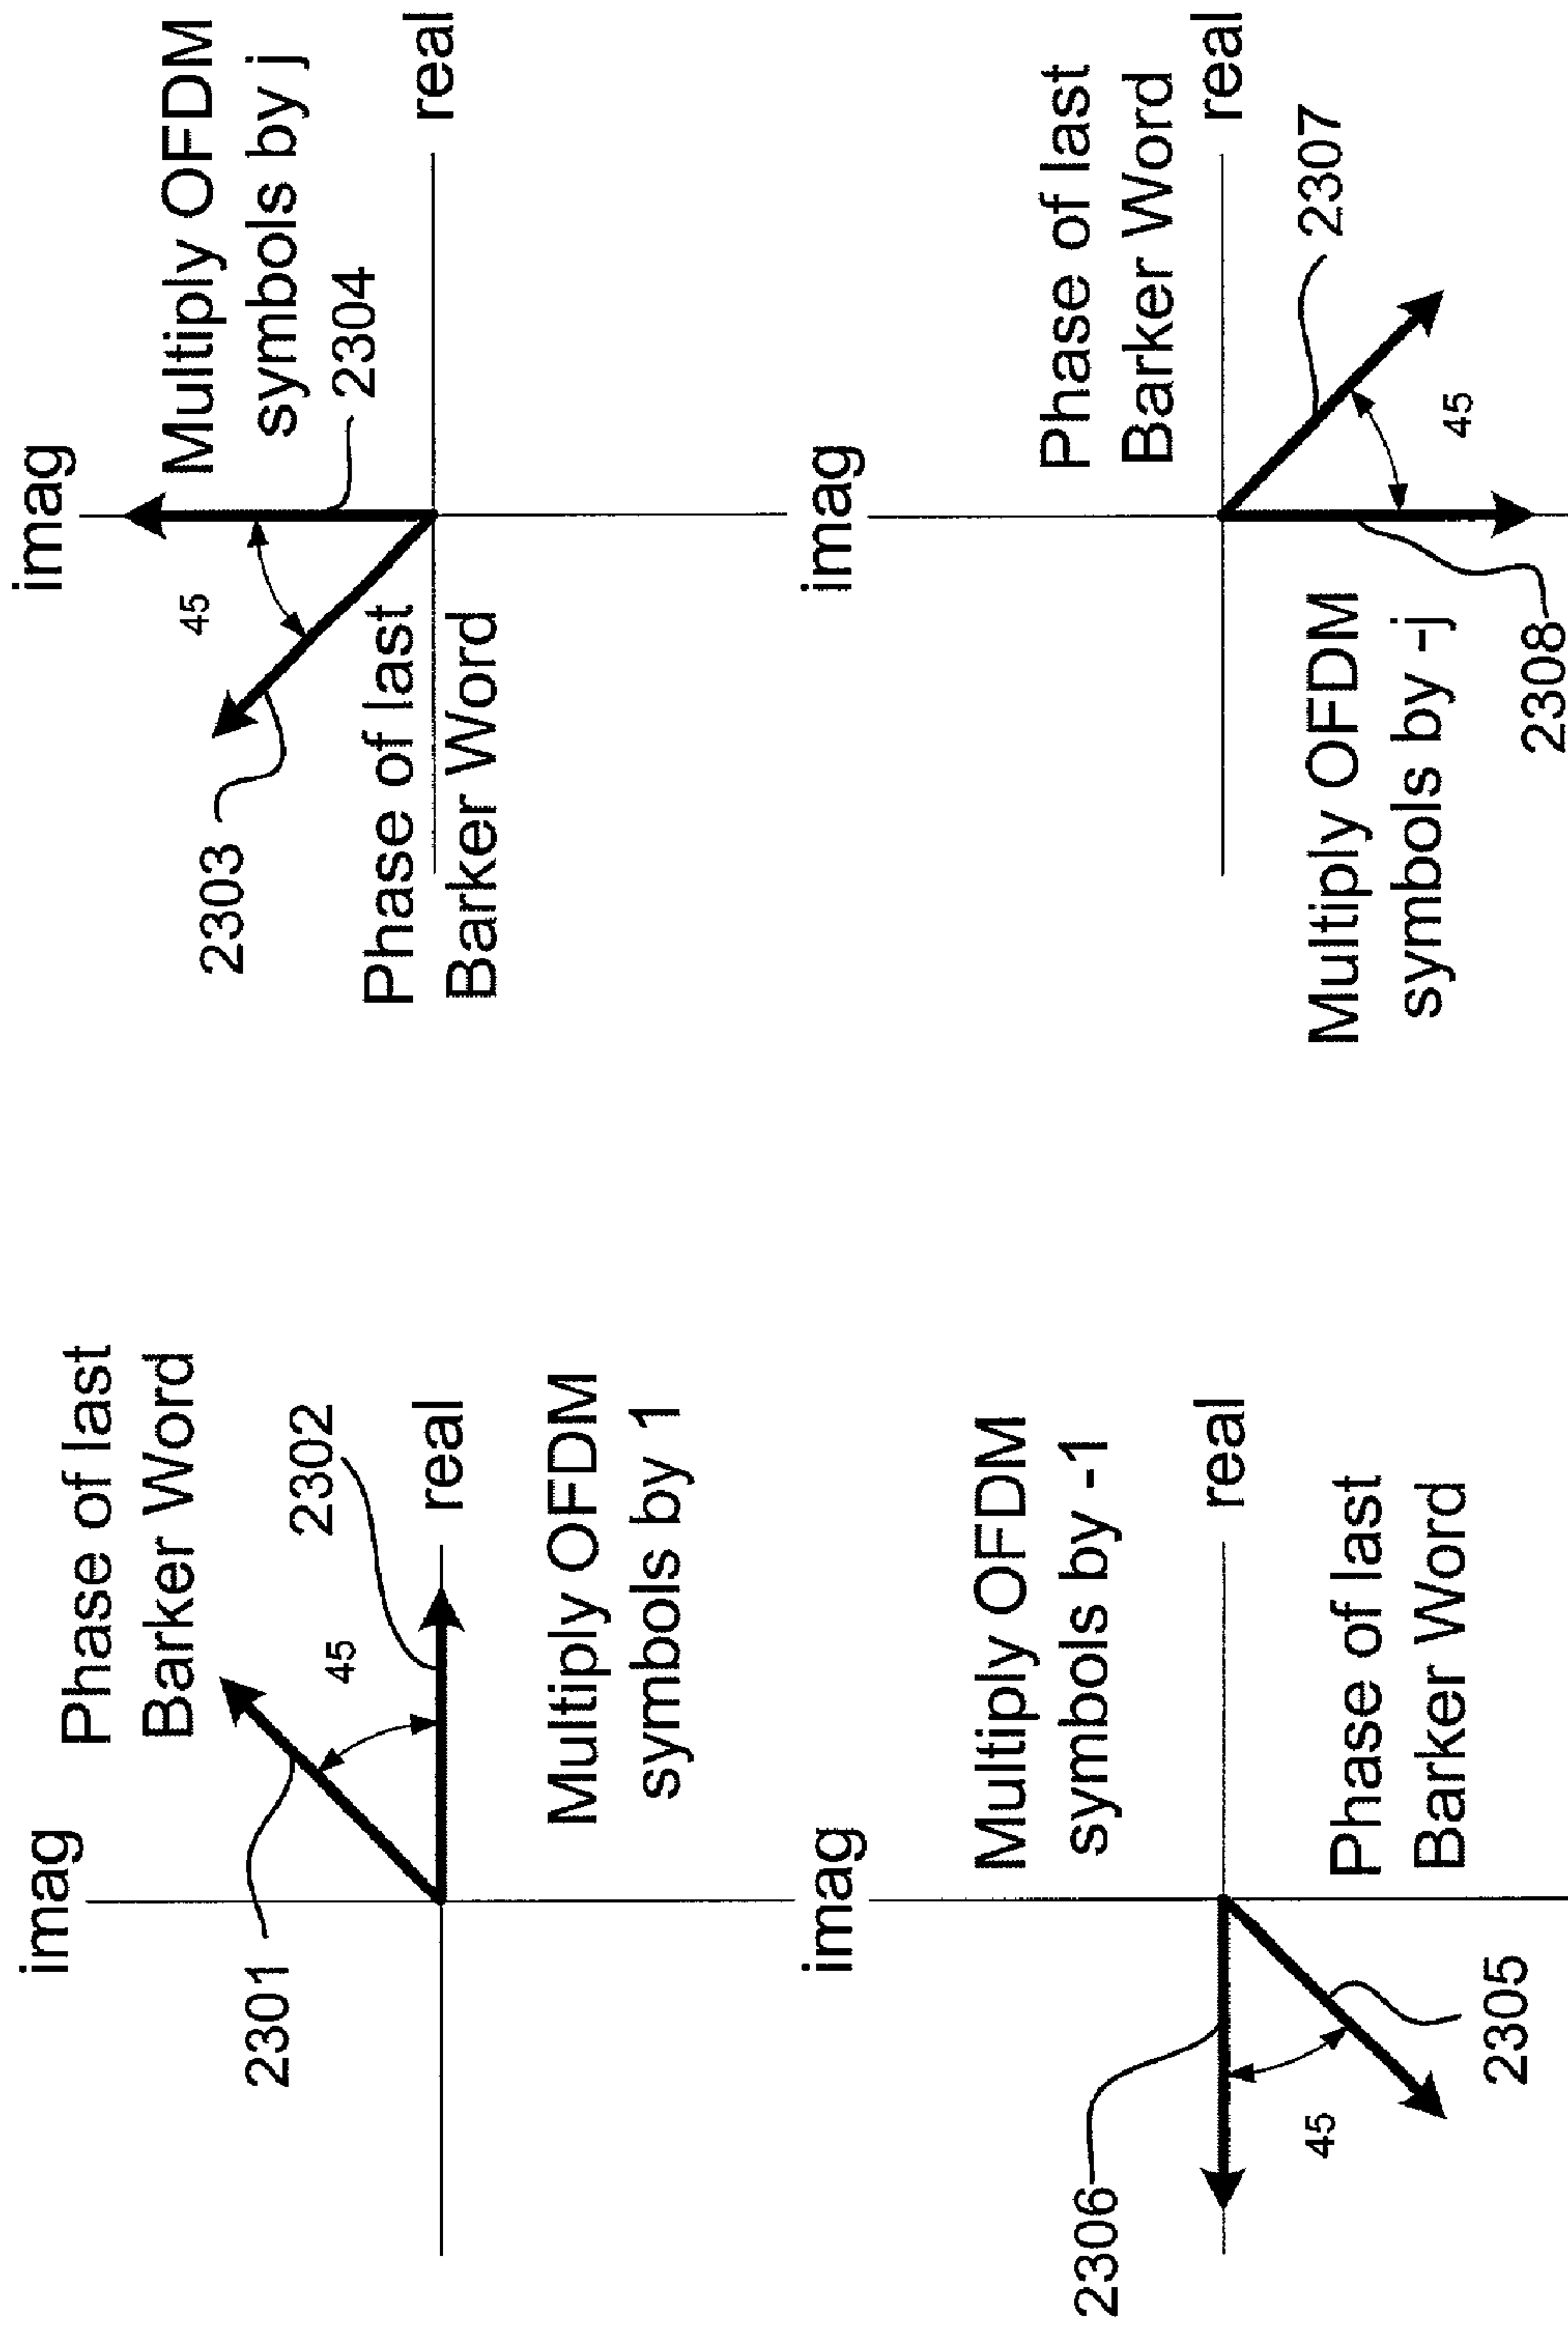 imag
Phase of last
Barker Word
2301
2302
45
real
Multiply OFDM
symbols by 1
imag
Multiply OFDM
symbols by j
2304
45
2303
real
Phase of last
Barker Word
imag
Multiply OFDM
symbols by -1
2306
real
45
Phase of last
Barker Word
2305
imag
Phase of last
Barker Word
real
2307
Multiply OFDM
symbols by -j
45
2308